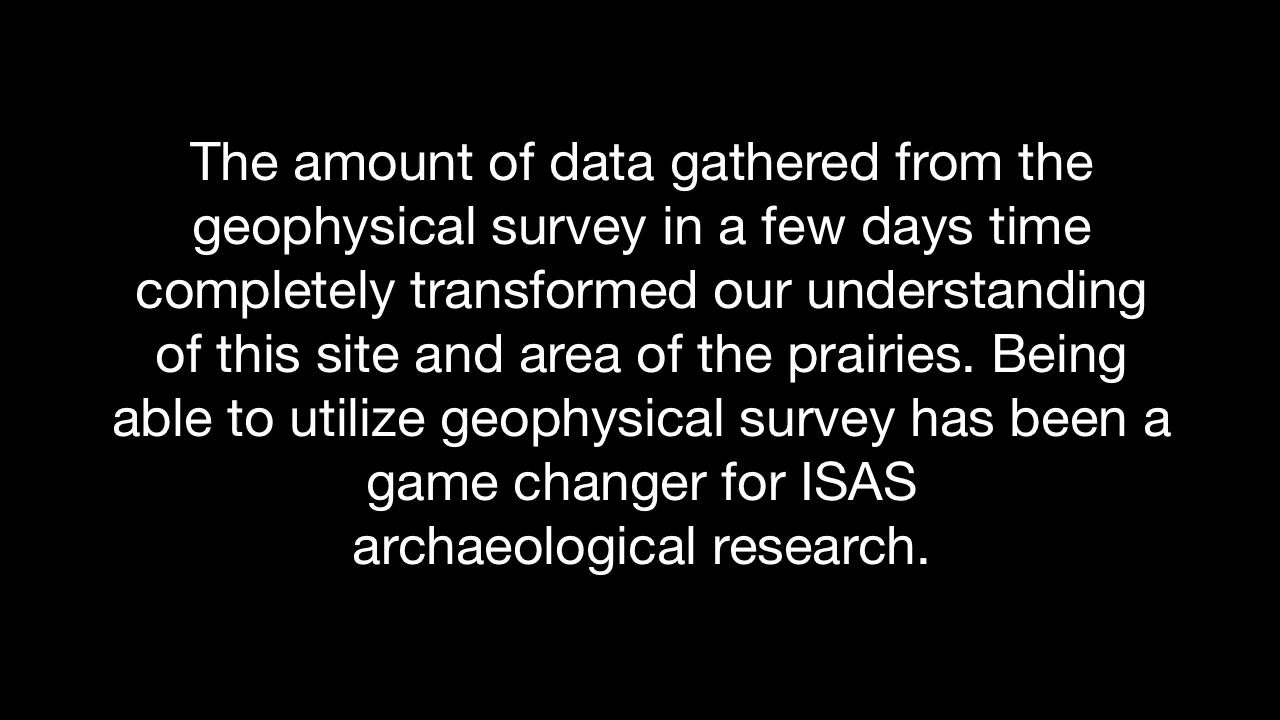 The amount of data gathered from the
geophysical survey in a few days time
completely transformed our understanding
of this site and area of the prairies. Being
able to utilize geophysical survey has been a
game changer for ISAS
archaeological research.